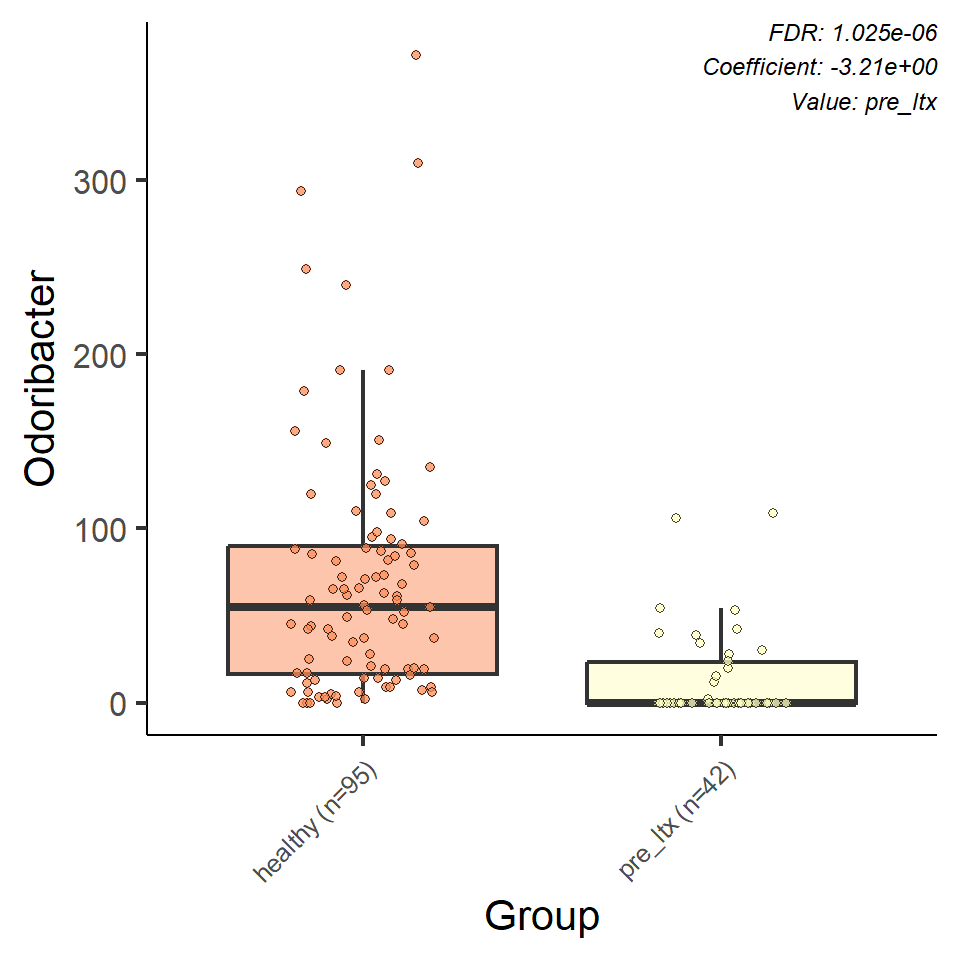 FDR: 1.025e-06
Coefficient: -3.21e+00
Value: pre_ltx
Odoribacter
300
200
100
0
healthy (n=95)
pre_ltx (n=42)
Group